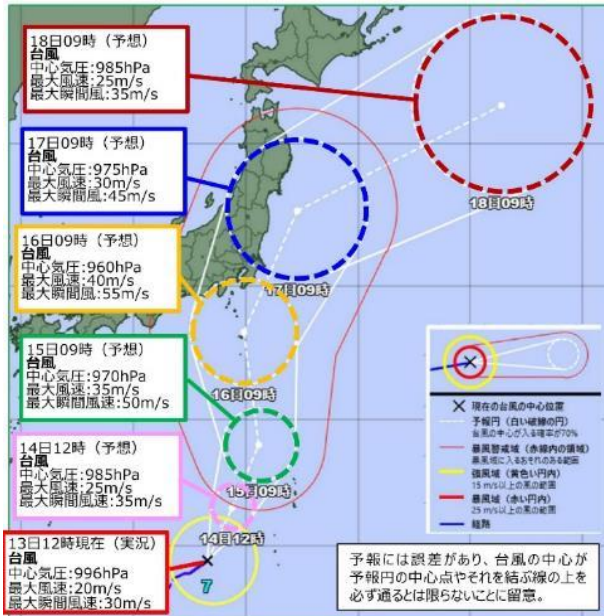 18日09時（予想）
台風
中心気圧:985hPa
最大風速:25m/s
最大瞬間風:35m/s
17日09時（予想）
台風
中心気圧:975hPa
最大風速:30m/s
最大瞬間風:45m/s
16日09時（予想）
台風
中心気圧:960hPa
最大風速:40m/s
最大瞬間風:55m/s
15日09時（予想）
台風
中心気圧:970hPa
最大風速:35m/s
最大瞬間風速:50m/s
14日12時（予想）
台風
中心気圧:985hPa
最大風速:25m/s
最大瞬間風速:35m/s
13日12時現在（実況）
台風
中心気圧:996hPa
最大風速:20m/s
最大瞬間風速:30m/s
18日09時
17日09時
16日09時
15日09時
14日12時
7
現在の台風の中心位置
予報円（白い破線の円）
台風の中心が入る確率が70%
暴風警戒域（赤線内の領域）
暴風域に入るおそれのある範囲
強風域（黄色い円内）
15 m/s以上の風の範囲
暴風域（赤い円内）
25 m/s以上の風の範囲
経路
予報には誤差があり、台風の中心が
予報円の中心点やそれを結ぶ線の上を
必ず通るとは限らないことに留意。